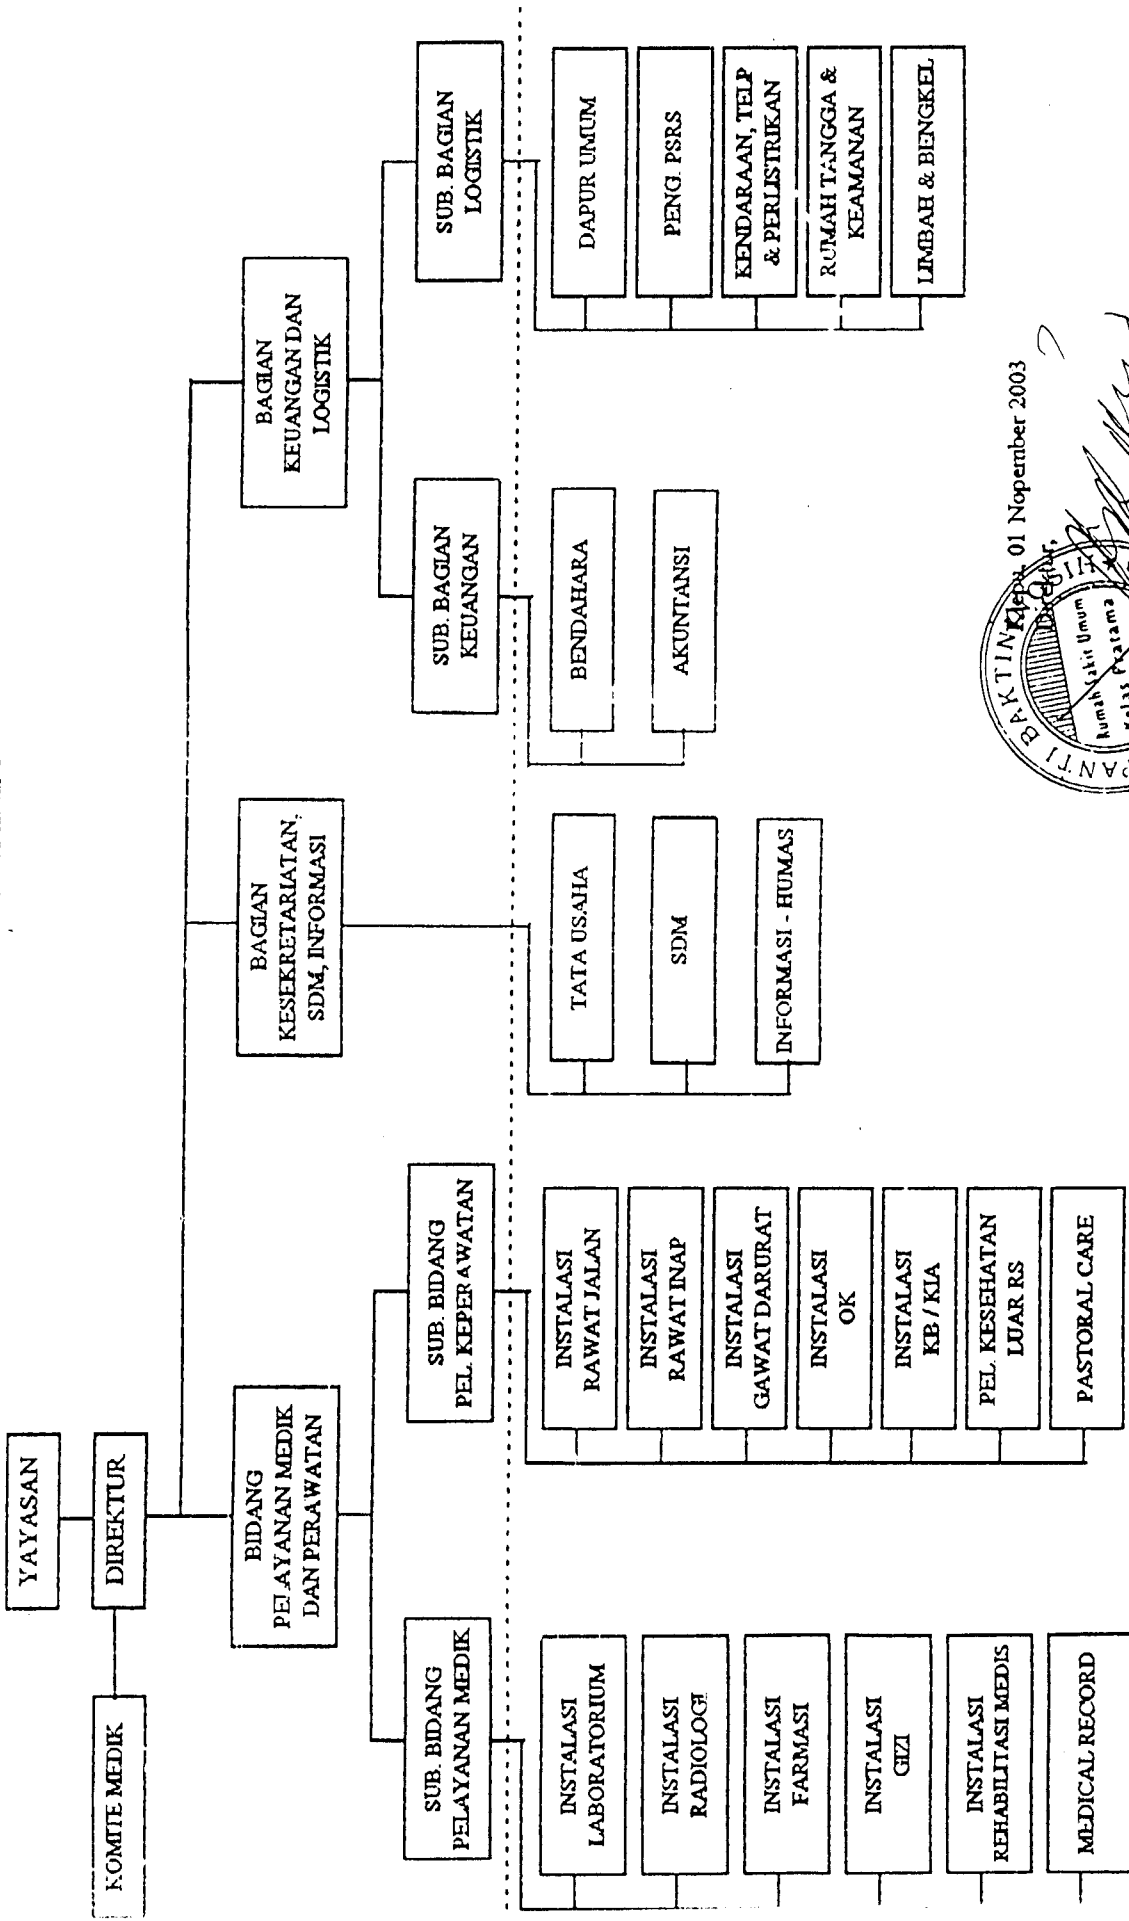 YAYASAN
DIREKTUR
KOMITE MEDIK
BIDANG
PELAYANAN MEDIK
DAN PERAWATAN
BAGIAN
KESEKRETARIATAN,
SDM, INFORMASI
BAGIAN
KEUANGAN DAN
LOGISTIK
SUB. BIDANG
PELAYANAN MEDIK
SUB. BIDANG
PEL. KEPERAWATAN
SUB. BAGIAN
KEUANGAN
SUB. BAGIAN
LOGISTIK
INSTALASI
LABORATORIUM
INSTALASI
RADIOLOGI
INSTALASI
FARMASI
INSTALASI
GIZI
INSTALASI
REHABILITASI MEDIS
MEDICAL RECORD
INSTALASI
RAWAT JALAN
INSTALASI
RAWAT INAP
INSTALASI
GAWAT DARURAT
INSTALASI
OK
INSTALASI
KB / KIA
PEL. KESEHATAN
LUAR RS
PASTORAL CARE
TATA USAHA
SDM
INFORMASI - HUMAS
BENDAHARA
AKUNTANSI
DAPUR UMUM
PENG. PSRS
KENDARAAN, TELP
& PERLISTRIKAN
RUMAH TANGGA &
KEAMANAN
LIMBAH & BENGKEL
01 Nopember 2003
Direktur,
PANTI BAKTI
Rumah Sakit Umum
Kelas Pratama